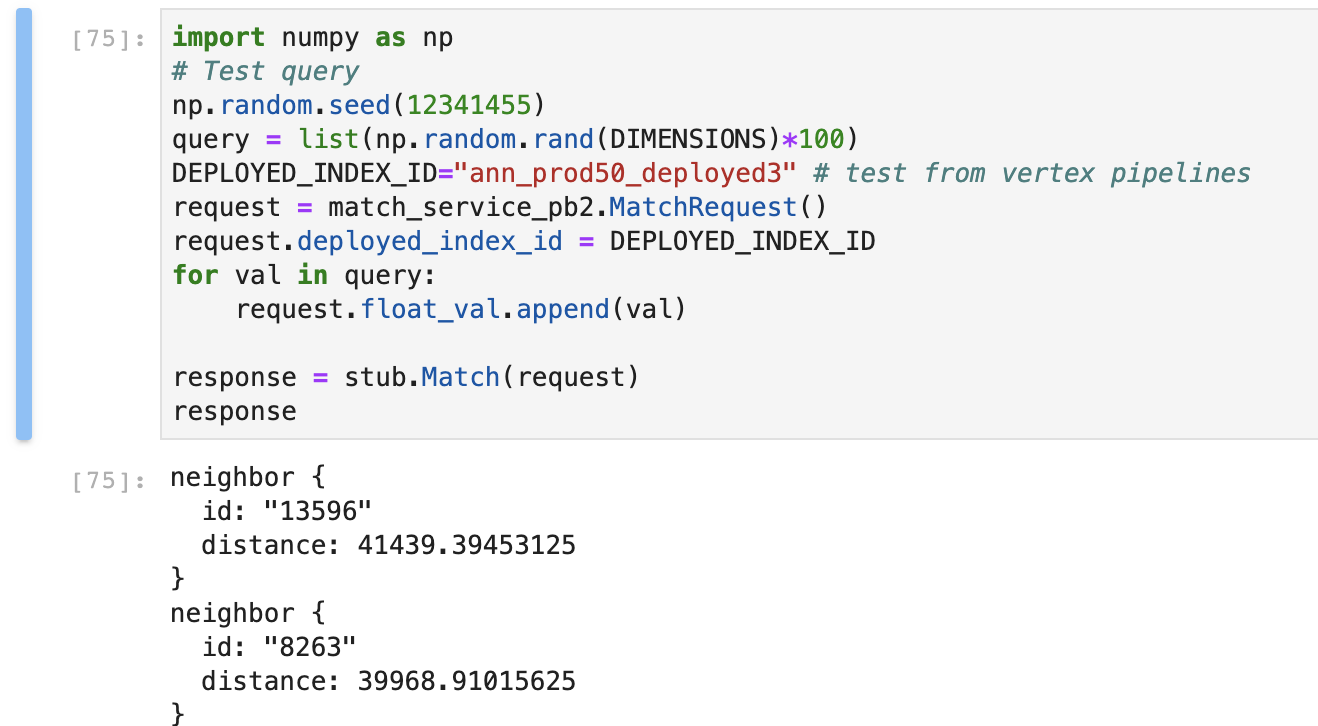 [75]: import numpy as np
# Test query
np.random.seed(12341455)
query = list(np.random.rand(DIMENSIONS)*100)
DEPLOYED_INDEX_ID="ann_prod50_deployed3" # test from vertex pipelines
request = match_service_pb2.MatchRequest()
request.deployed_index_id = DEPLOYED_INDEX_ID
for val in query:
    request.float_val.append(val)
response = stub.Match(request)
response
[75]: neighbor {
  id: "13596"
  distance: 41439.39453125
}
neighbor {
  id: "8263"
  distance: 39968.91015625
}